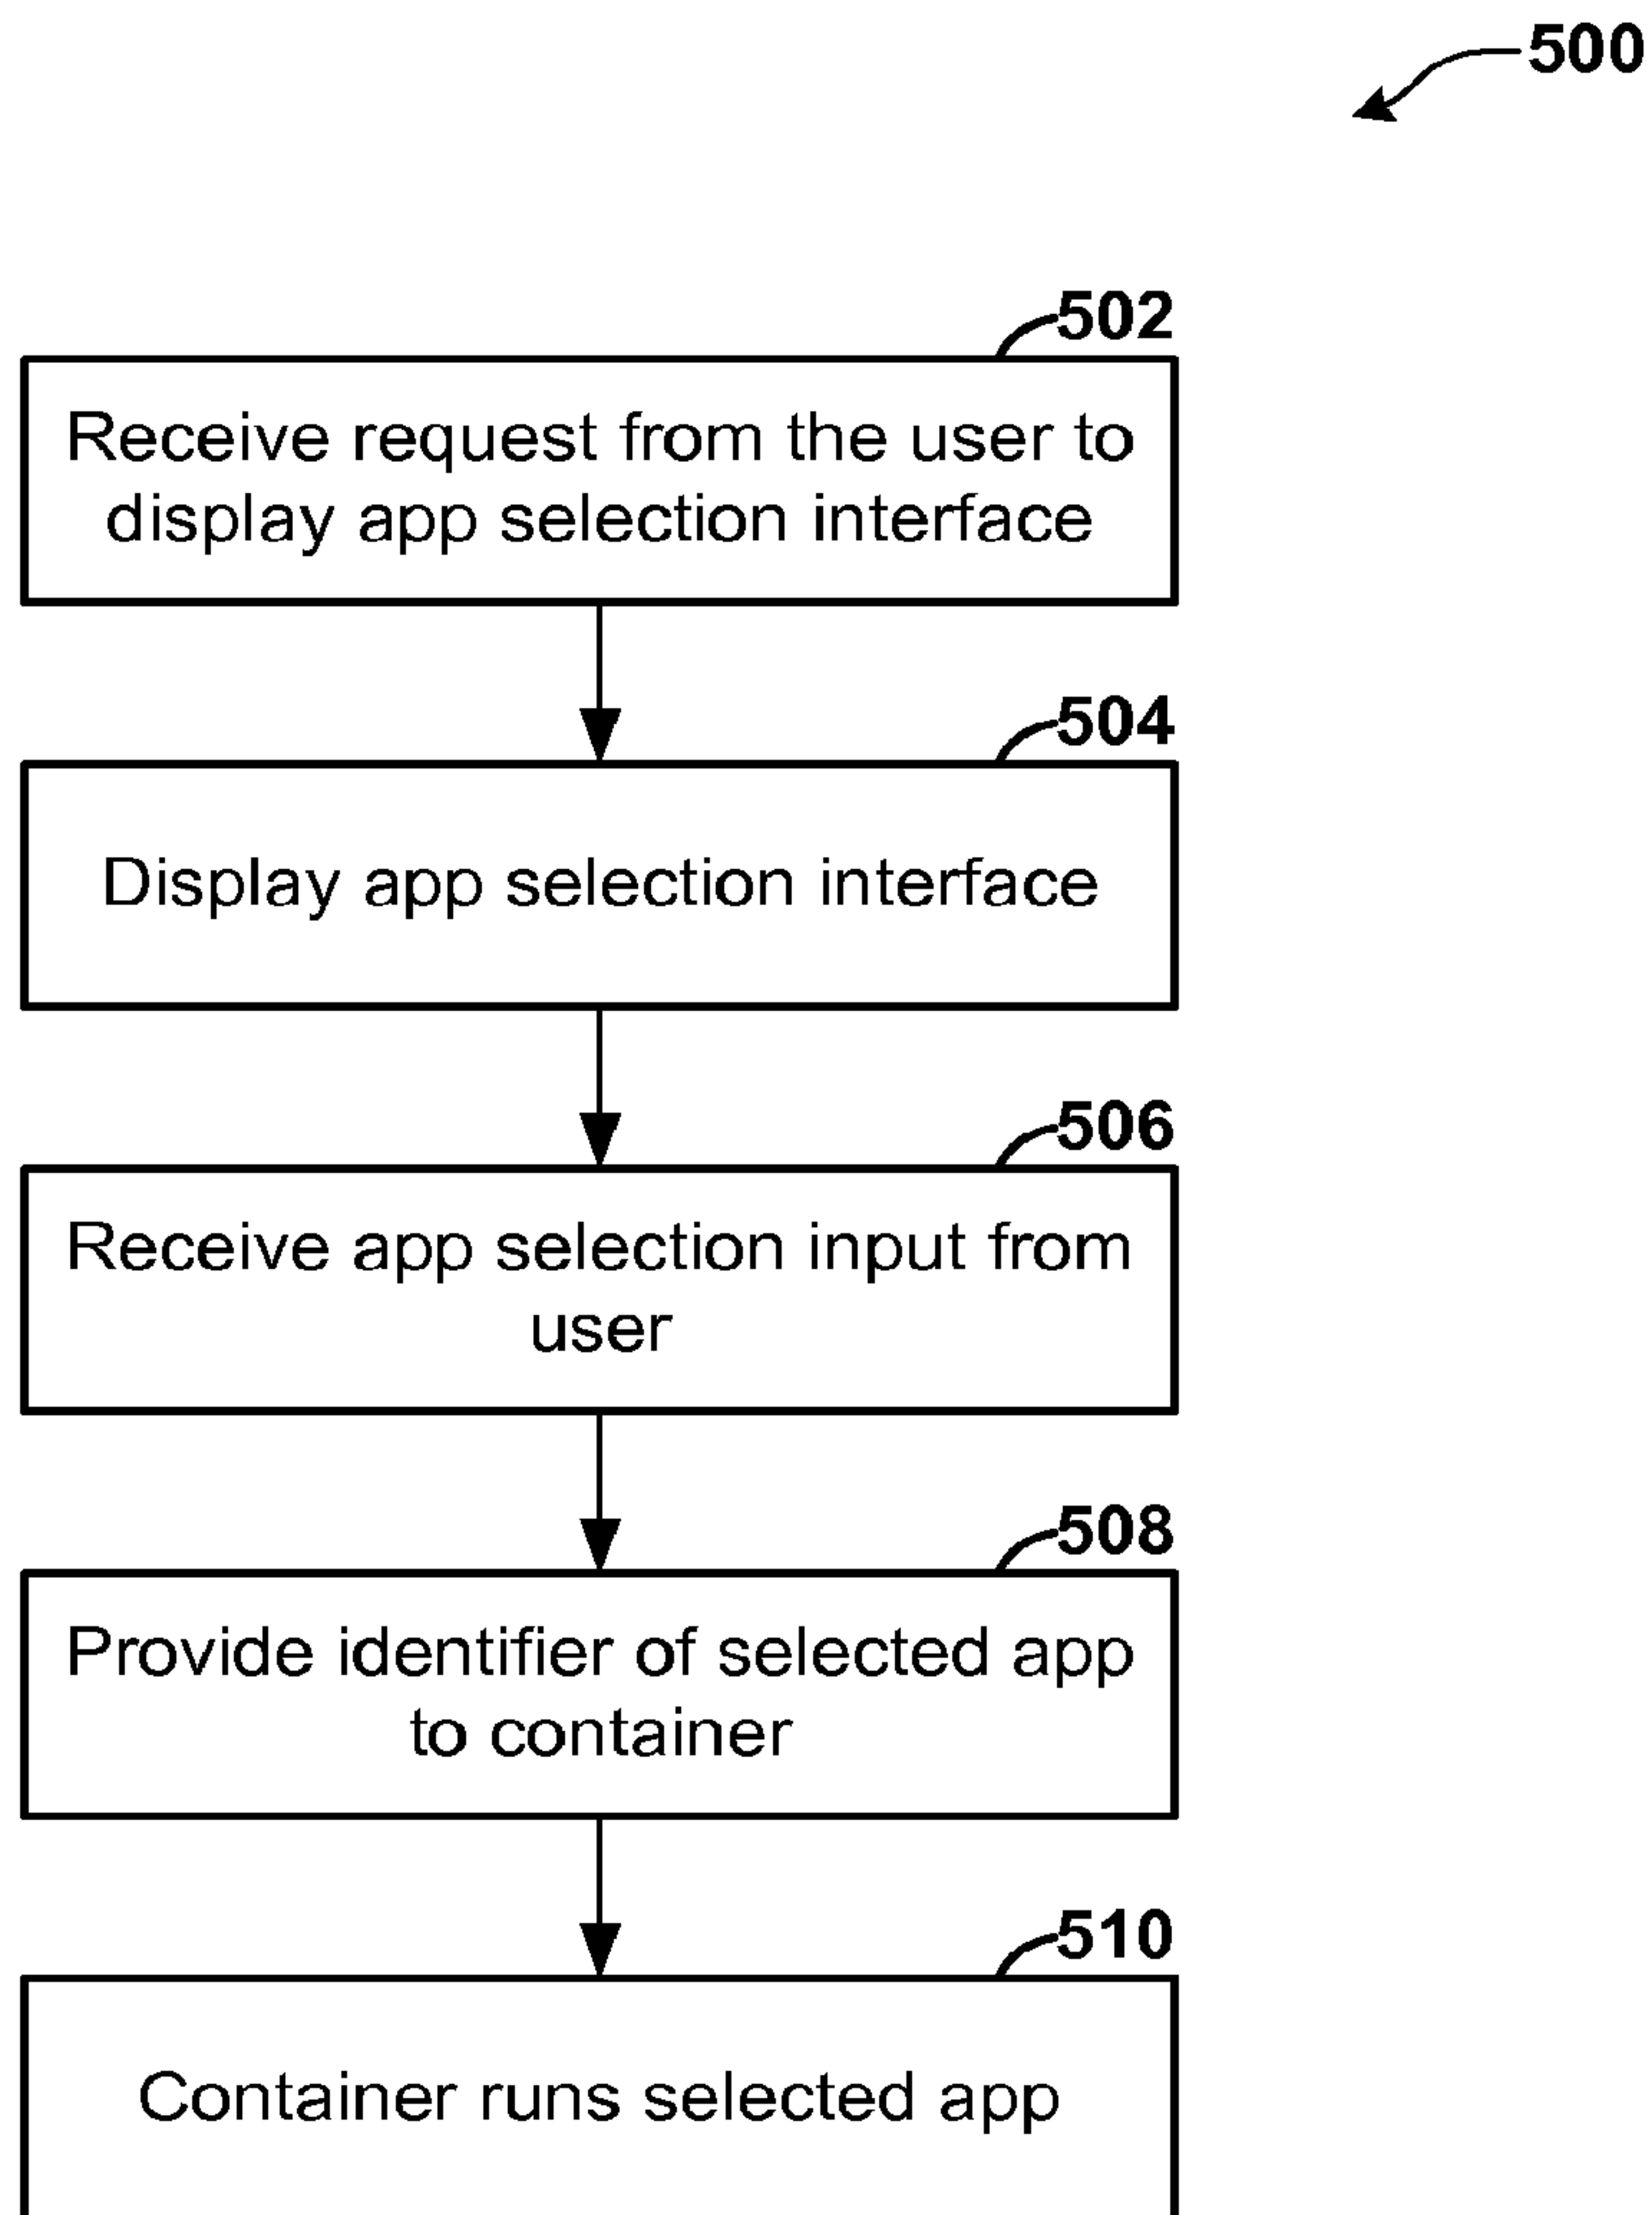 500
502
Receive request from the user to
display app selection interface
504
Display app selection interface
506
Receive app selection input from
user
508
Provide identifier of selected app
to container
510
Container runs selected app